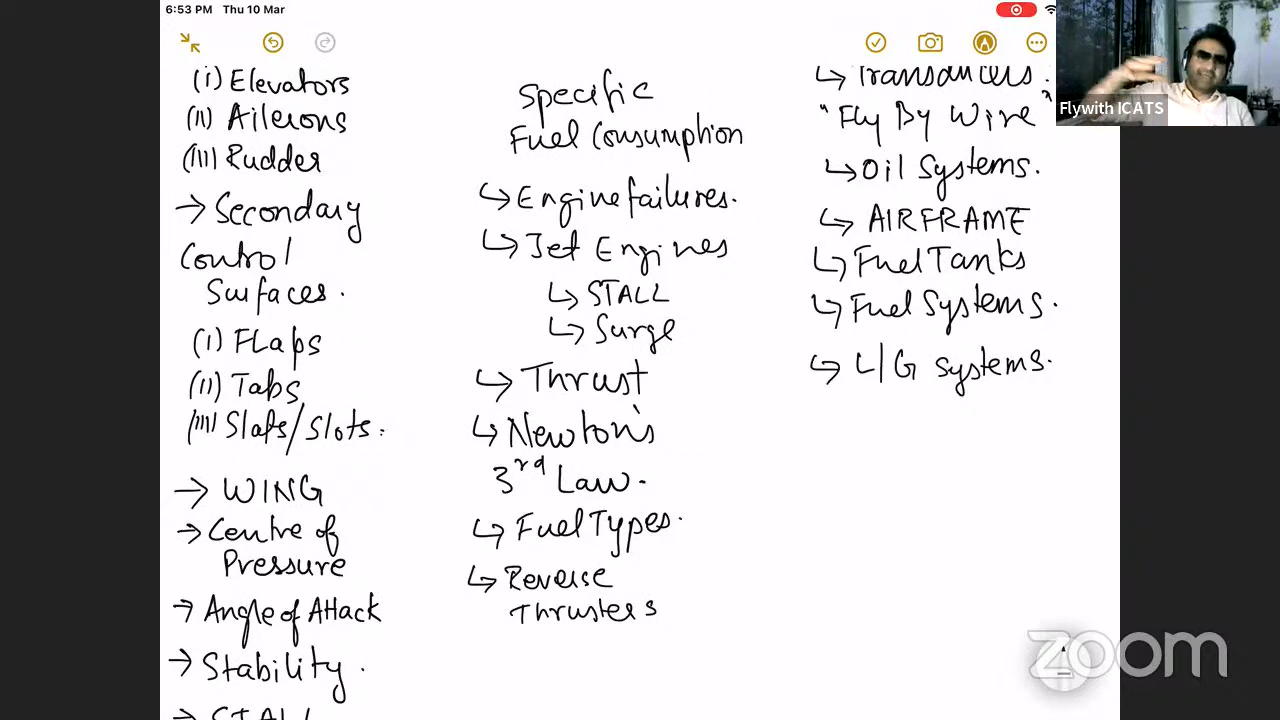 6:53 PM Thu 10 Mar
Flywith ICATS
(i) Elevators
(ii) Ailerons
(iii) Rudder
→ Secondary
Control
Surfaces.
(i) Flaps
(ii) Tabs
(iii) Slats/Slots.
→ WING
→ Centre of
Pressure
→ Angle of Attack
→ Stability.
→ STALL
Specific
Fuel Consumption
↳ Engine failures.
↳ Jet Engines
↳ STALL
↳ Surge
↳ Thrust
↳ Newton's
3rd Law.
↳ Fuel Types.
↳ Reverse
Thrusters
↳ Transducers.
"Fly By Wire"
↳ Oil Systems.
↳ AIRFRAME
↳ Fuel Tanks
↳ Fuel Systems.
↳ L/G systems.
zoom